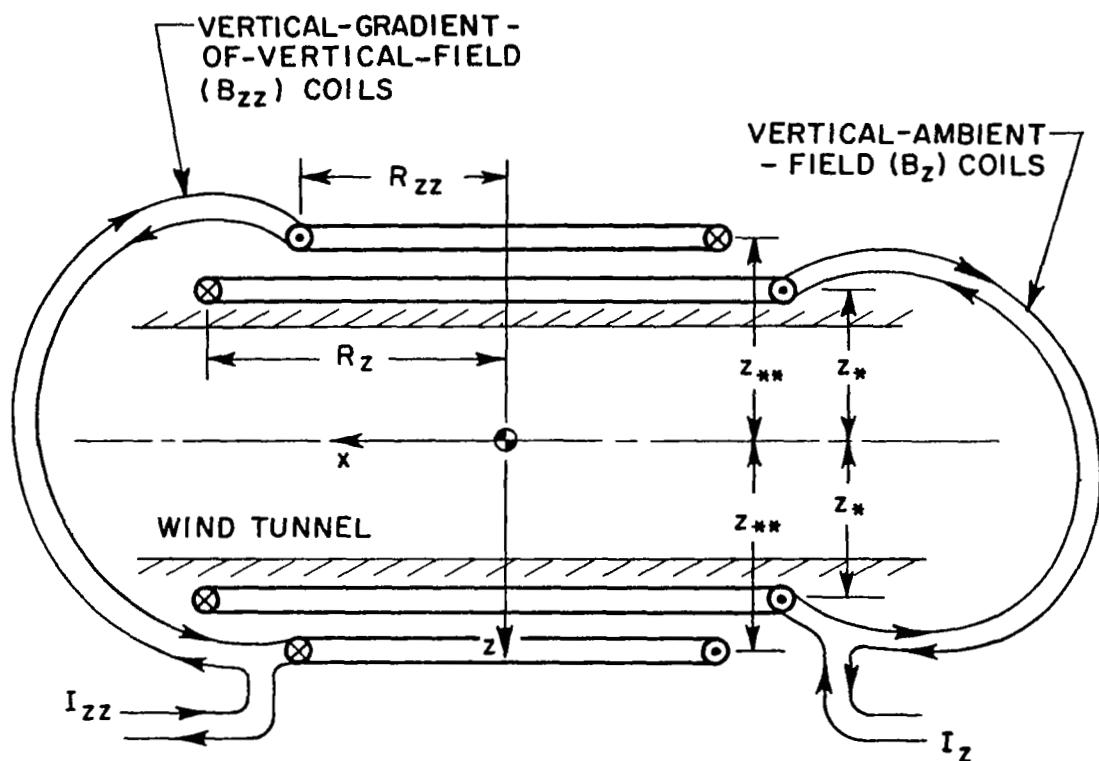 VERTICAL-GRADIENT-
OF-VERTICAL-FIELD
(BZZ) COILS
VERTICAL-AMBIENT
-FIELD (BZ) COILS
RZZ
RZ
z**
z*
x
z**
z*
WIND TUNNEL
z
IZZ
IZ